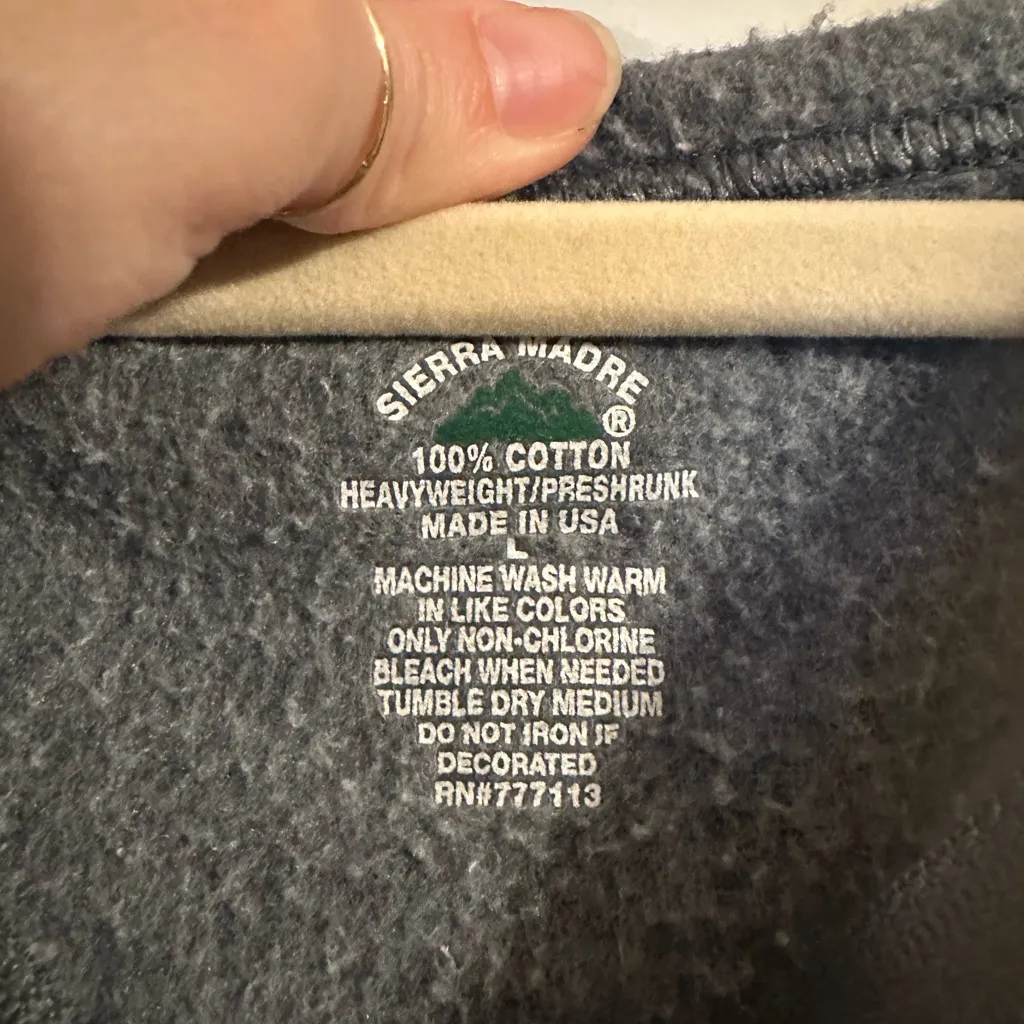 SIERRA MADRE
®
100% COTTON
HEAVYWEIGHT/PRESHRUNK
MADE IN USA
L
MACHINE WASH WARM
IN LIKE COLORS
ONLY NON-CHLORINE
BLEACH WHEN NEEDED
TUMBLE DRY MEDIUM
DO NOT IRON IF
DECORATED
RN#777113